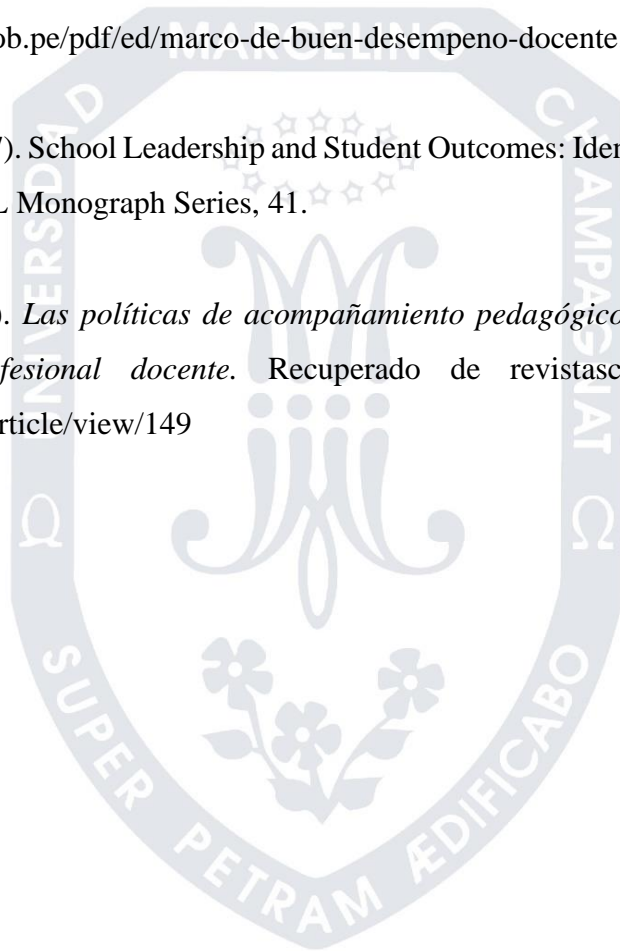 ob.pe/pdf/ed/marco-de-buen-desempeno-docente
7). School Leadership and Student Outcomes: Iden
L Monograph Series, 41.
). Las políticas de acompañamiento pedagógico
fesional docente. Recuperado de revistasc
rticle/view/149
UNIVERSIDAD
MARCELINO
CHAMPAGNAT
Ω Ω
SUPER PETRAM ÆDIFICABO